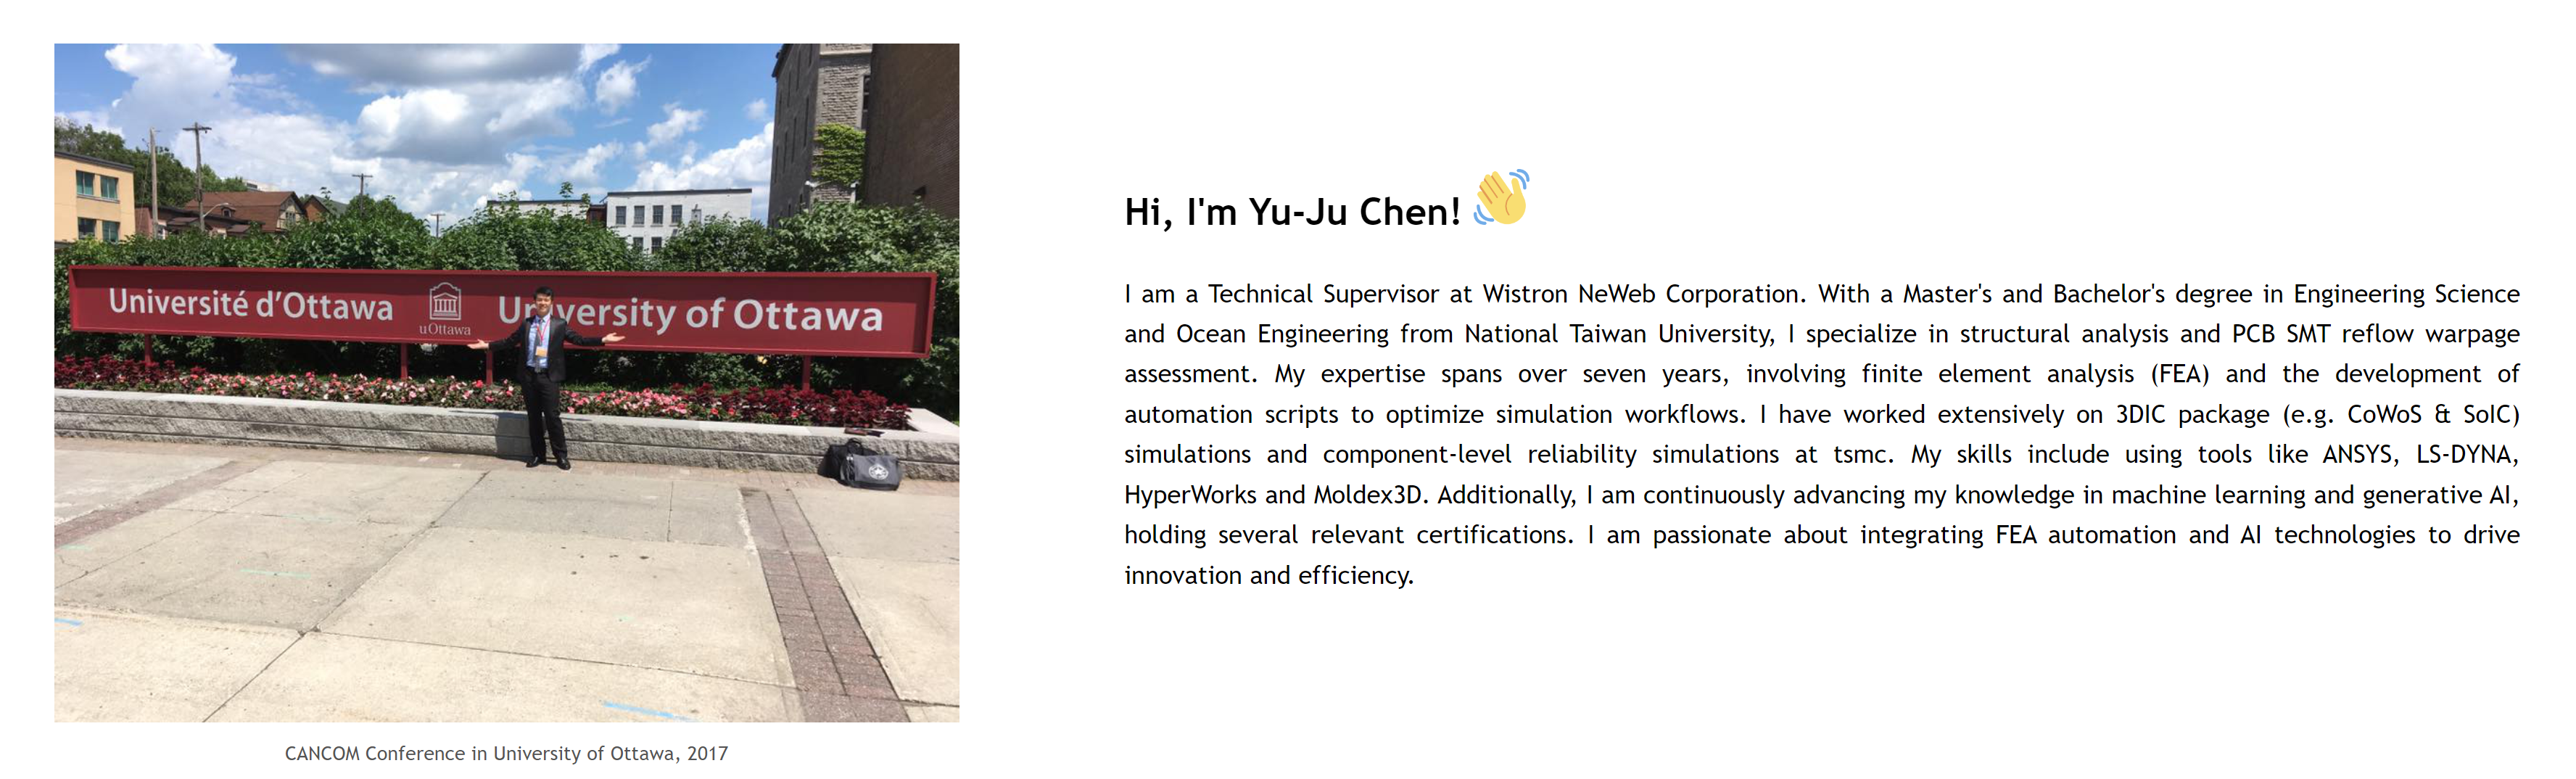 Université d'Ottawa
uOttawa
University of Ottawa
CANCOM Conference in University of Ottawa, 2017
Hi, I'm Yu-Ju Chen! 👋
I am a Technical Supervisor at Wistron NeWeb Corporation. With a Master's and Bachelor's degree in Engineering Science
and Ocean Engineering from National Taiwan University, I specialize in structural analysis and PCB SMT reflow warpage
assessment. My expertise spans over seven years, involving finite element analysis (FEA) and the development of
automation scripts to optimize simulation workflows. I have worked extensively on 3DIC package (e.g. CoWoS & SoIC)
simulations and component-level reliability simulations at tsmc. My skills include using tools like ANSYS, LS-DYNA,
HyperWorks and Moldex3D. Additionally, I am continuously advancing my knowledge in machine learning and generative AI,
holding several relevant certifications. I am passionate about integrating FEA automation and AI technologies to drive
innovation and efficiency.